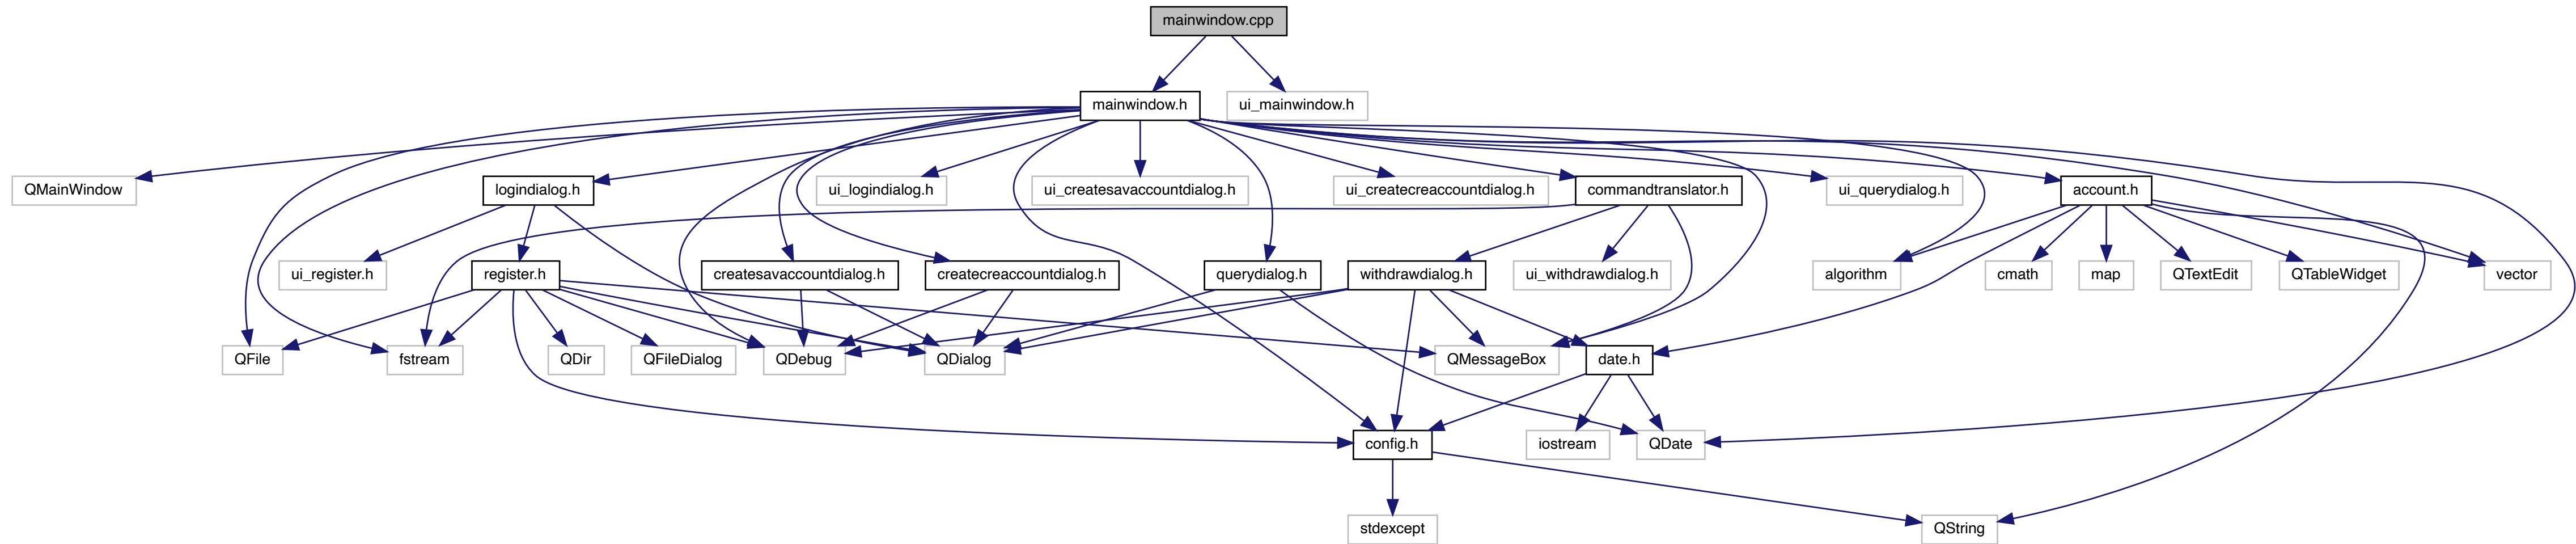 mainwindow.cpp
mainwindow.h
ui_mainwindow.h
QMainWindow
logindialog.h
ui_logindialog.h
ui_createsavaccountdialog.h
ui_createcreaccountdialog.h
commandtranslator.h
ui_querydialog.h
account.h
ui_register.h
register.h
createsavaccountdialog.h
createcreaccountdialog.h
querydialog.h
withdrawdialog.h
ui_withdrawdialog.h
algorithm
cmath
map
QTextEdit
QTableWidget
vector
QFile
fstream
QDir
QFileDialog
QDebug
QDialog
QMessageBox
date.h
config.h
iostream
QDate
stdexcept
QString